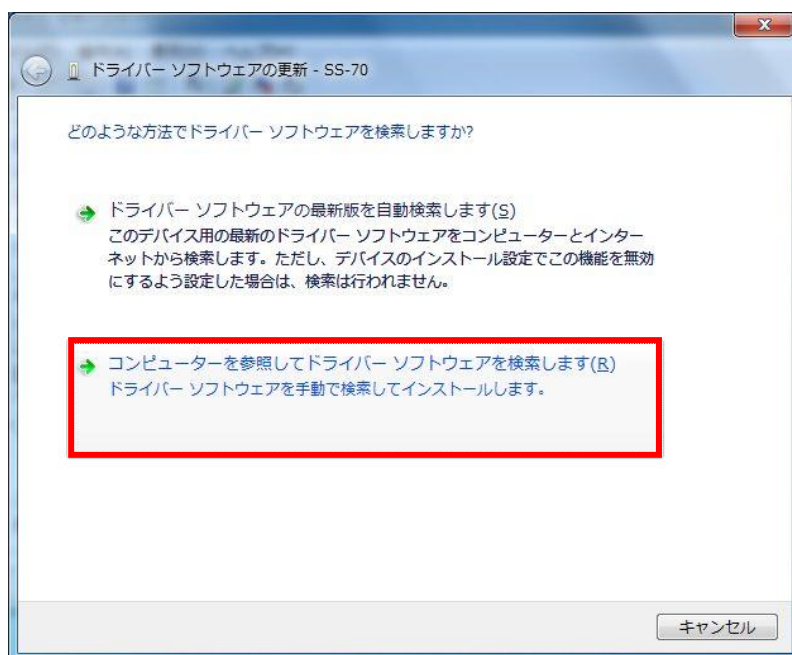 ドライバー ソフトウェアの更新 - SS-70
どのような方法でドライバー ソフトウェアを検索しますか?
ドライバー ソフトウェアの最新版を自動検索します(S)
このデバイス用の最新のドライバー ソフトウェアをコンピューターとインター
ネットから検索します。ただし、デバイスのインストール設定でこの機能を無効
にするよう設定した場合は、検索は行われません。
コンピューターを参照してドライバー ソフトウェアを検索します(R)
ドライバー ソフトウェアを手動で検索してインストールします。
キャンセル